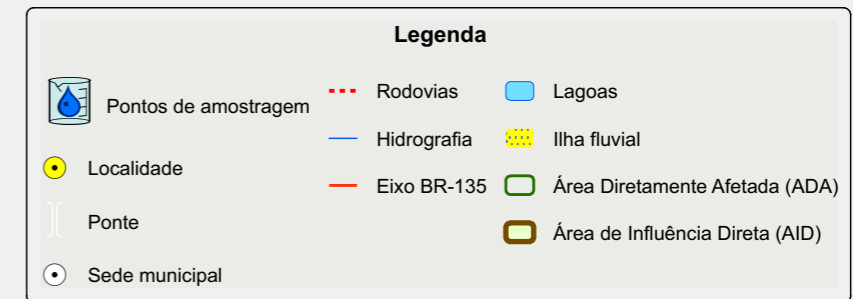 Legenda
Pontos de amostragem
Localidade
Ponte
Sede municipal
Rodovias
Hidrografia
Eixo BR-135
Lagoas
Ilha fluvial
Área Diretamente Afetada (ADA)
Área de Influência Direta (AID)